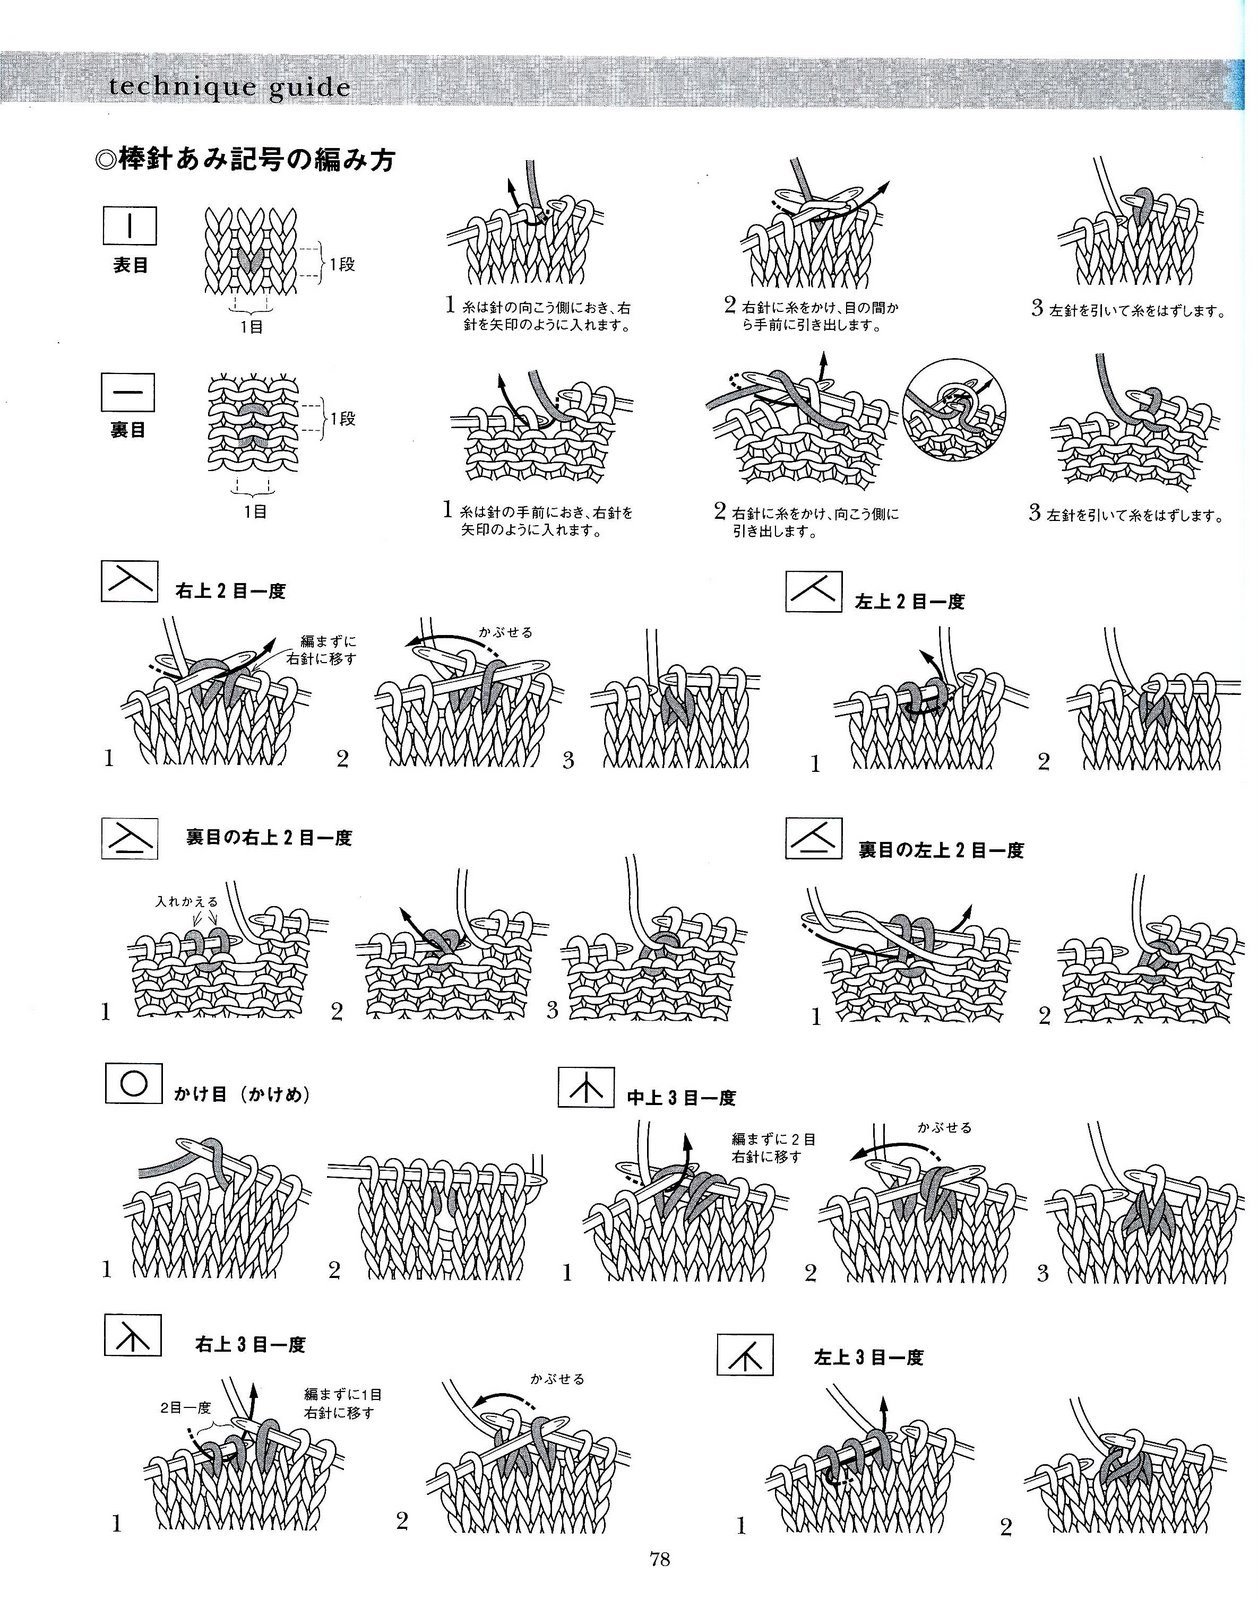 technique guide
◎棒針あみ記号の編み方
表目
1段
1目
1 糸は針の向こう側におき、右
針を矢印のように入れます。
2 右針に糸をかけ、目の間か
ら手前に引き出します。
3 左針を引いて糸をはずします。
裏目
1段
1目
1 糸は針の手前におき、右針を
矢印のように入れます。
2 右針に糸をかけ、向こう側に
引き出します。
3 左針を引いて糸をはずします。
右上2目一度
編まずに
右針に移す
かぶせる
1
2
3
左上2目一度
1
2
裏目の右上2目一度
入れかえる
1
2
3
裏目の左上2目一度
1
2
かけ目（かけめ）
1
2
中上3目一度
編まずに2目
右針に移す
かぶせる
1
2
3
右上3目一度
2目一度
編まずに1目
右針に移す
かぶせる
1
2
左上3目一度
1
2
78